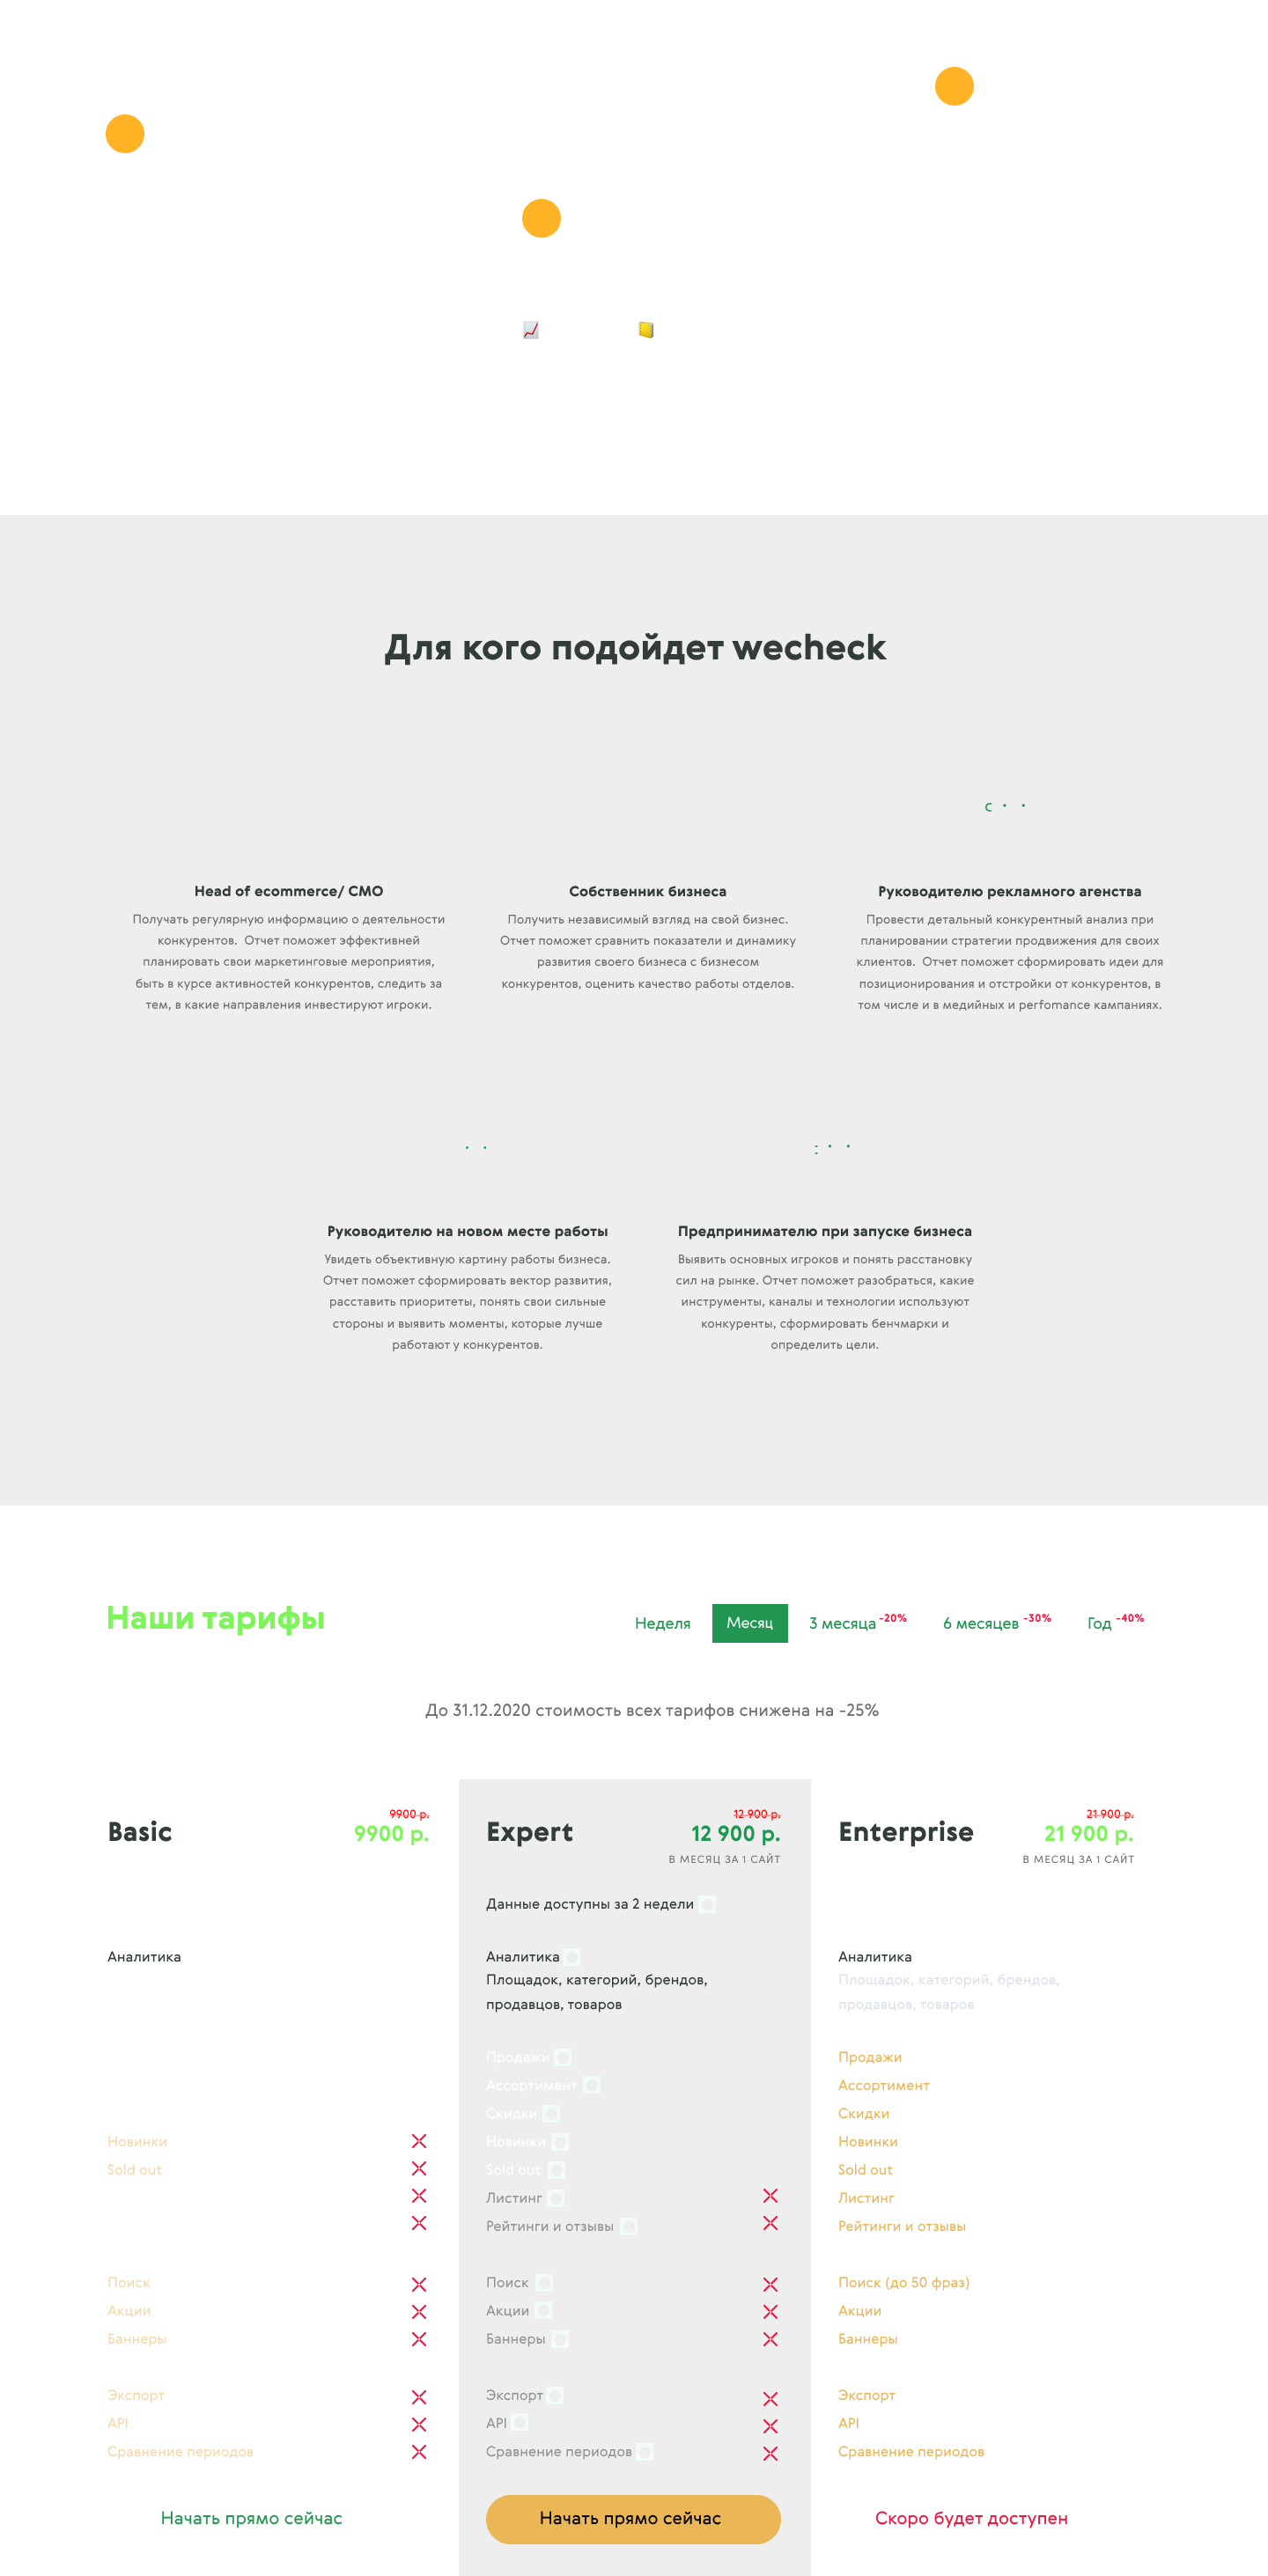 Для кого подойдет wecheck
Head of ecommerce/ CMO
Получать регулярную информацию о деятельности
конкурентов. Отчет поможет эффективней
планировать свои маркетинговые мероприятия,
быть в курсе активностей конкурентов, следить за
тем, в какие направления инвестируют игроки.
Собственник бизнеса
Получить независимый взгляд на свой бизнес.
Отчет поможет сравнить показатели и динамику
развития своего бизнеса с бизнесом
конкурентов, оценить качество работы отделов.
Руководителю рекламного агенства
Провести детальный конкурентный анализ при
планировании стратегии продвижения для своих
клиентов. Отчет поможет сформировать идеи для
позиционирования и отстройки от конкурентов, в
том числе и в медийных и perfomance кампаниях.
Руководителю на новом месте работы
Увидеть объективную картину работы бизнеса.
Отчет поможет сформировать вектор развития,
расставить приоритеты, понять свои сильные
стороны и выявить моменты, которые лучше
работают у конкурентов.
Предпринимателю при запуске бизнеса
Выявить основных игроков и понять расстановку
сил на рынке. Отчет поможет разобраться, какие
инструменты, каналы и технологии используют
конкуренты, сформировать бенчмарки и
определить цели.
Наши тарифы
Неделя
Месяц
3 месяца -20%
6 месяцев -30%
Год -40%
До 31.12.2020 стоимость всех тарифов снижена на -25%
Basic
9900 р.
9900 р.
Аналитика
Новинки
Sold out
Поиск
Акции
Баннеры
Экспорт
API
Сравнение периодов
Начать прямо сейчас
Expert
12 900 р.
12 900 р.
В МЕСЯЦ ЗА 1 САЙТ
Данные доступны за 2 недели
Аналитика
Площадок, категорий, брендов,
продавцов, товаров
Продажи
Ассортимент
Скидки
Новинки
Sold out
Листинг
Рейтинги и отзывы
Поиск
Акции
Баннеры
Экспорт
API
Сравнение периодов
Начать прямо сейчас
Enterprise
21 900 р.
21 900 р.
В МЕСЯЦ ЗА 1 САЙТ
Аналитика
Площадок, категорий, брендов,
продавцов, товаров
Продажи
Ассортимент
Скидки
Новинки
Sold out
Листинг
Рейтинги и отзывы
Поиск (до 50 фраз)
Акции
Баннеры
Экспорт
API
Сравнение периодов
Скоро будет доступен